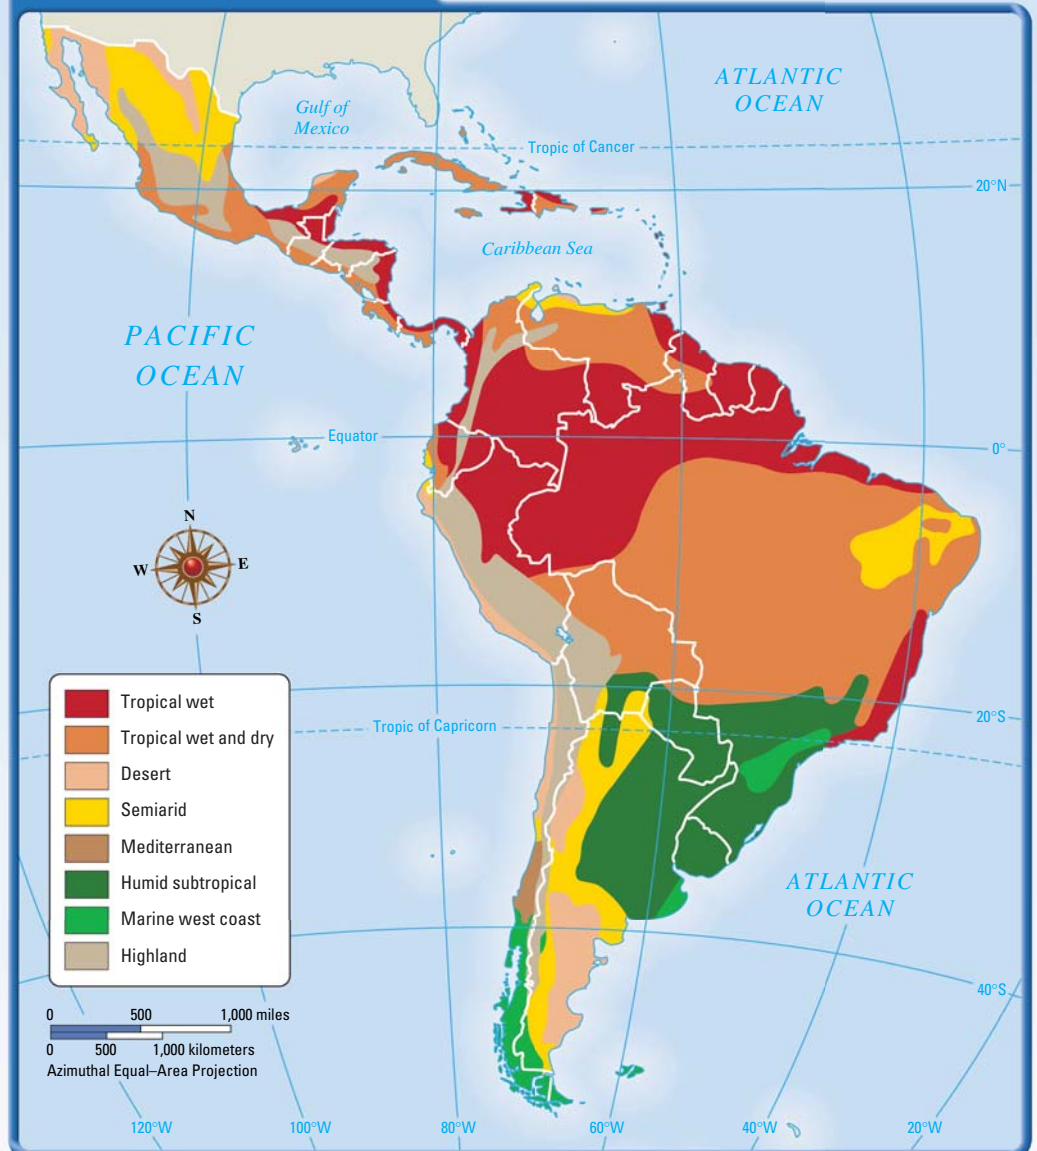 ATLANTIC
OCEAN
Gulf of
Mexico
Tropic of Cancer
20°N
Caribbean Sea
PACIFIC
OCEAN
Equator
0°
N
W
E
S
Tropical wet
Tropical wet and dry
Desert
Semiarid
Mediterranean
Humid subtropical
Marine west coast
Highland
Tropic of Capricorn
20°S
ATLANTIC
OCEAN
40°S
0 500 1,000 miles
0 500 1,000 kilometers
Azimuthal Equal–Area Projection
120°W 100°W 80°W 60°W 40°W 20°W